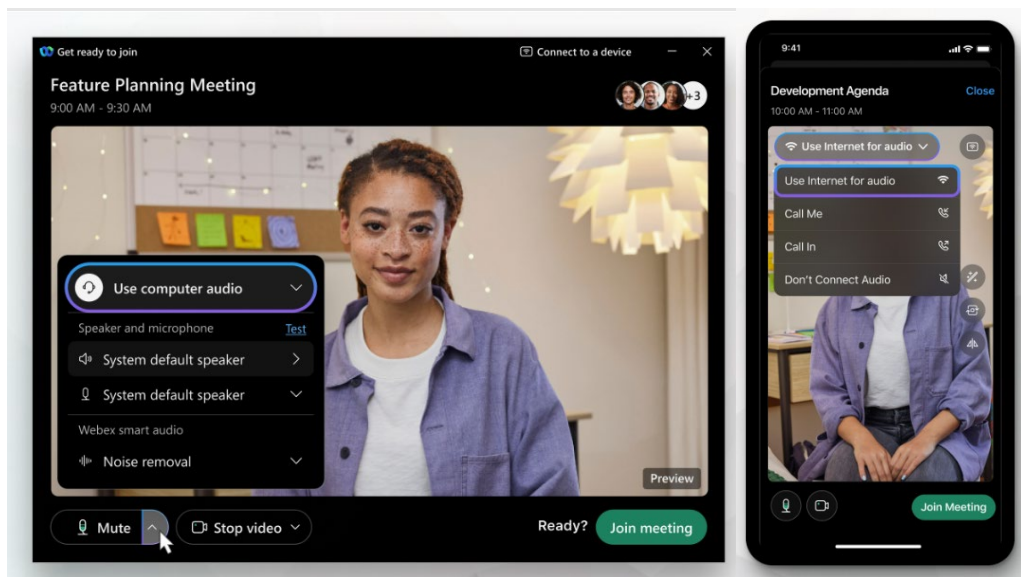 Get ready to join
Connect to a device
Feature Planning Meeting
9:00 AM - 9:30 AM
+3
Use computer audio
Speaker and microphone Test
System default speaker
System default speaker
Webex smart audio
Noise removal
Preview
Mute
Stop video
Ready?
Join meeting
9:41
Development Agenda
Close
10:00 AM - 11:00 AM
Use Internet for audio
Use Internet for audio
Call Me
Call In
Don't Connect Audio
Join Meeting